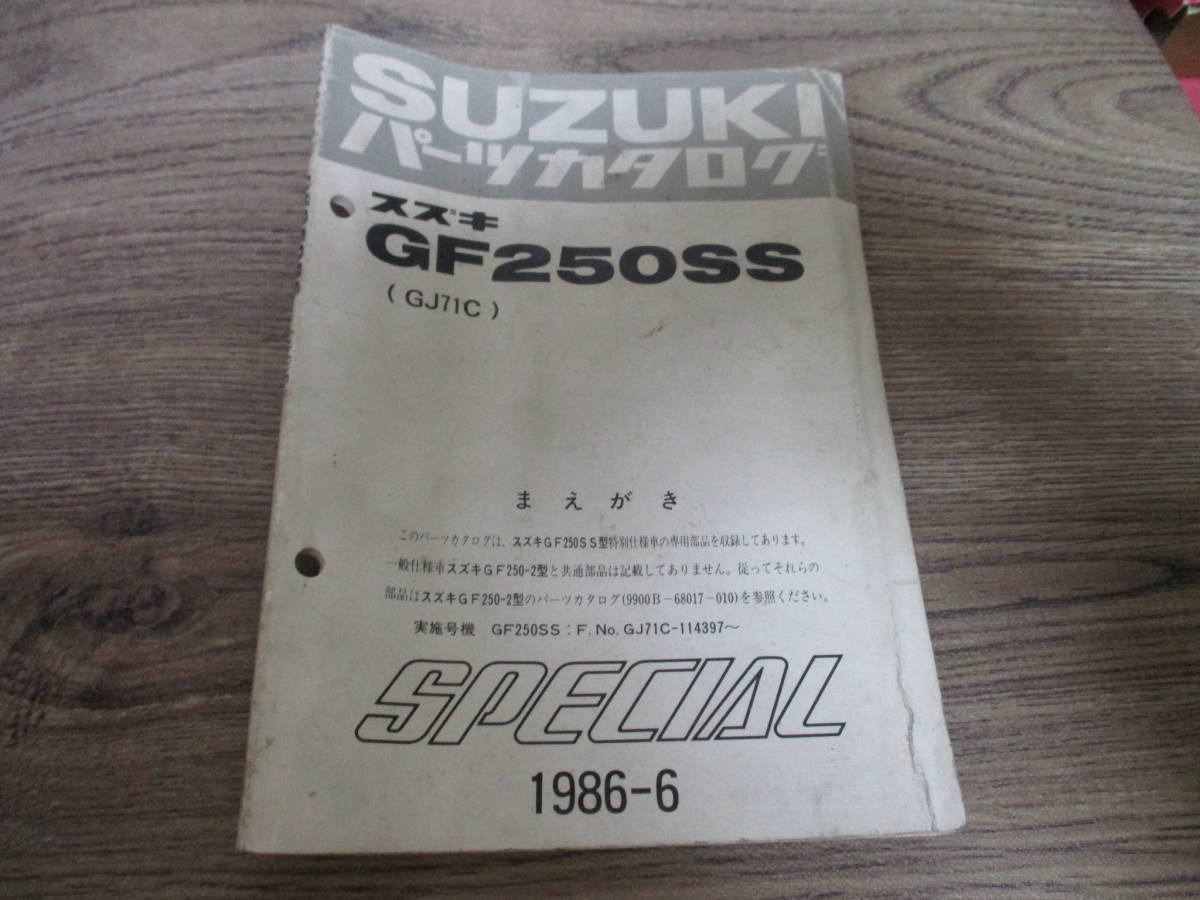 SUZUKI
パーツカタログ
スズキ
GF250SS
( GJ71C )
まえがき
このパーツカタログは、スズキGF250SS型特別仕様車の専用部品を収録してあります。
一般仕様車スズキGF250-2型と共通部品は記載してありません。従ってそれらの
部品はスズキGF250-2型のパーツカタログ(9900B-68017-010)を参照ください。
実施号機 GF250SS : F. No. GJ71C-114397～
SPECIAL
1986-6